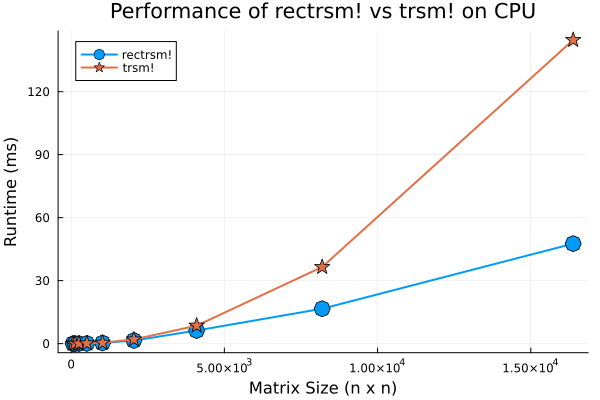 Performance of rectrsm! vs trsm! on CPU
rectrsm!
trsm!
120
90
60
30
0
Runtime (ms)
0 5.00×10³ 1.00×10⁴ 1.50×10⁴
Matrix Size (n x n)